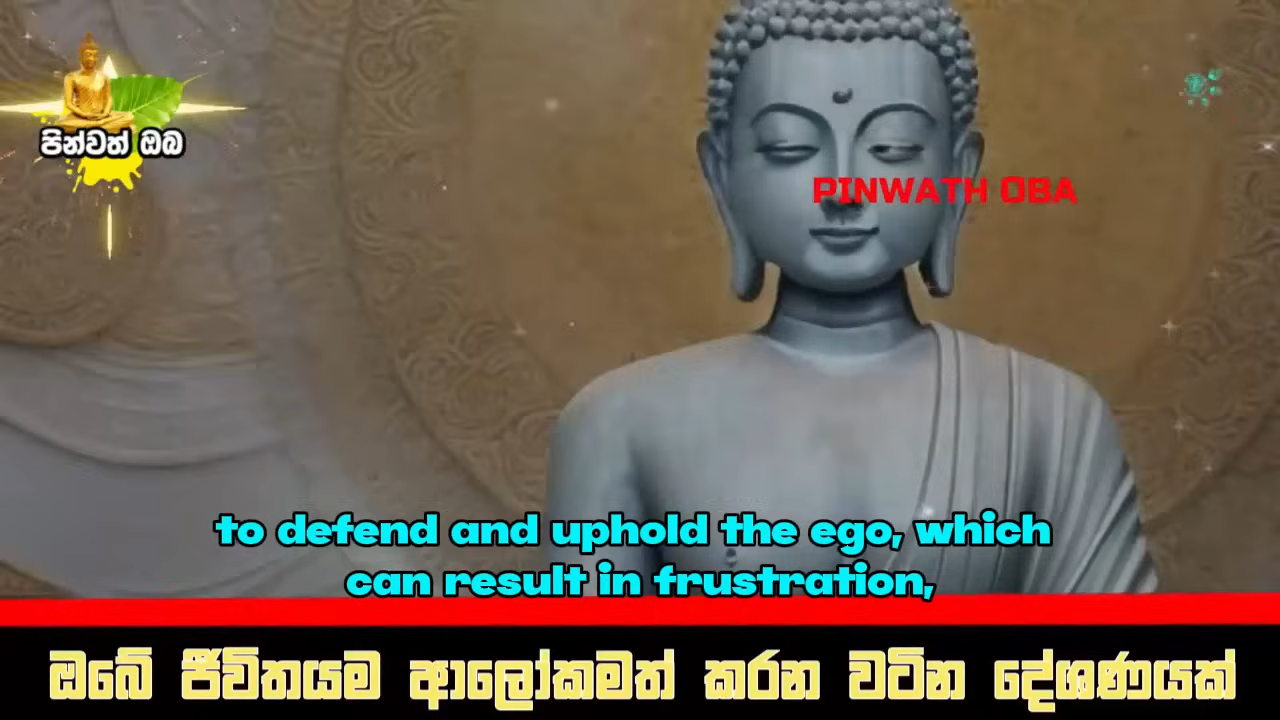 පින්වත් ඔබ
PINWATH OBA
to defend and uphold the ego, which
can result in frustration,
ඔබේ ජීවිතයම ආලෝකමත් කරන වටින දේශණයක්